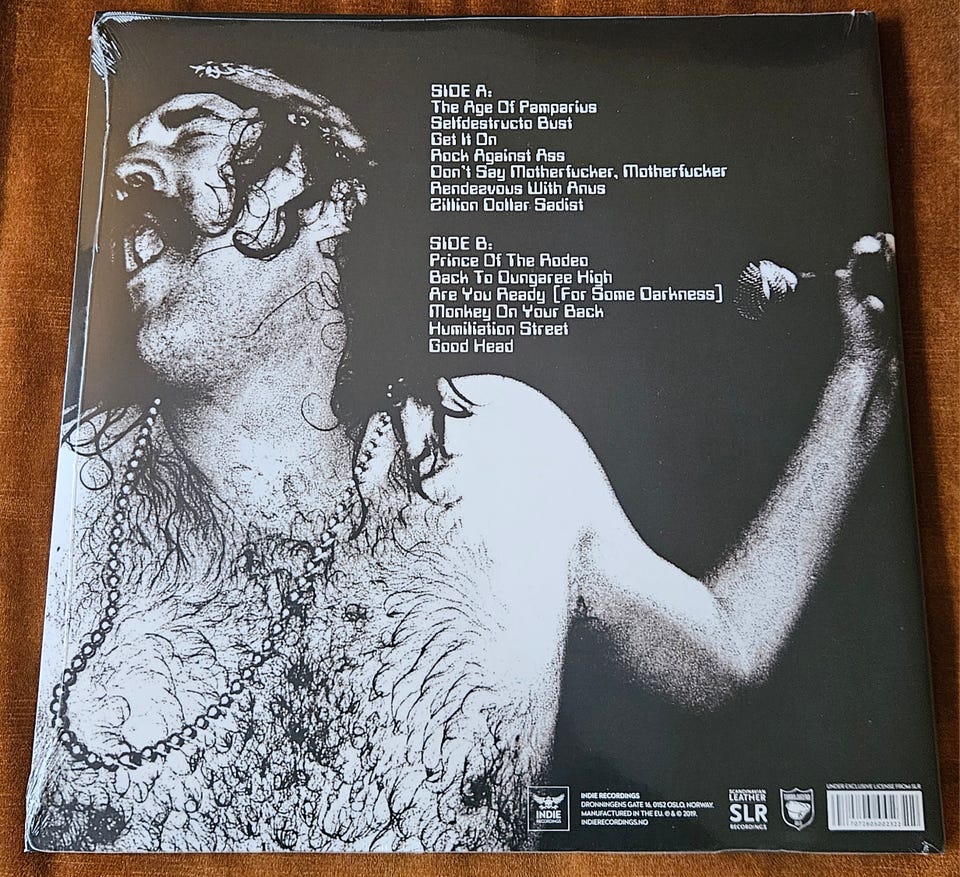 SIDE A:
The Age Of Pamparius
Selfdestructo Bust
Get It On
Rock Against Ass
Don't Say Motherfucker, Motherfucker
Rendezvous With Anus
Zillion Dollar Sadist
SIDE B:
Prince Of The Rodeo
Back To Dungaree High
Are You Ready [For Some Darkness]
Monkey On Your Back
Humiliation Street
Good Head
INDIE
RECORDINGS
INDIE RECORDINGS
DRONNINGENS GATE 16, 0152 OSLO, NORWAY.
MANUFACTURED IN THE EU. ℗ & © 2019.
INDIERECORDINGS.NO
SCANDINAVIAN
LEATHER
SLR
RECORDINGS
UNDER EXCLUSIVE LICENSE FROM SLR